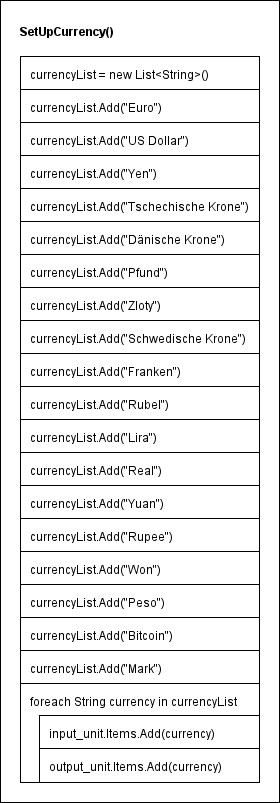 SetUpCurrency()
currencyList = new List<String>()
currencyList.Add("Euro")
currencyList.Add("US Dollar")
currencyList.Add("Yen")
currencyList.Add("Tschechische Krone")
currencyList.Add("Dänische Krone")
currencyList.Add("Pfund")
currencyList.Add("Zloty")
currencyList.Add("Schwedische Krone")
currencyList.Add("Franken")
currencyList.Add("Rubel")
currencyList.Add("Lira")
currencyList.Add("Real")
currencyList.Add("Yuan")
currencyList.Add("Rupee")
currencyList.Add("Won")
currencyList.Add("Peso")
currencyList.Add("Bitcoin")
currencyList.Add("Mark")
foreach String currency in currencyList
input_unit.Items.Add(currency)
output_unit.Items.Add(currency)